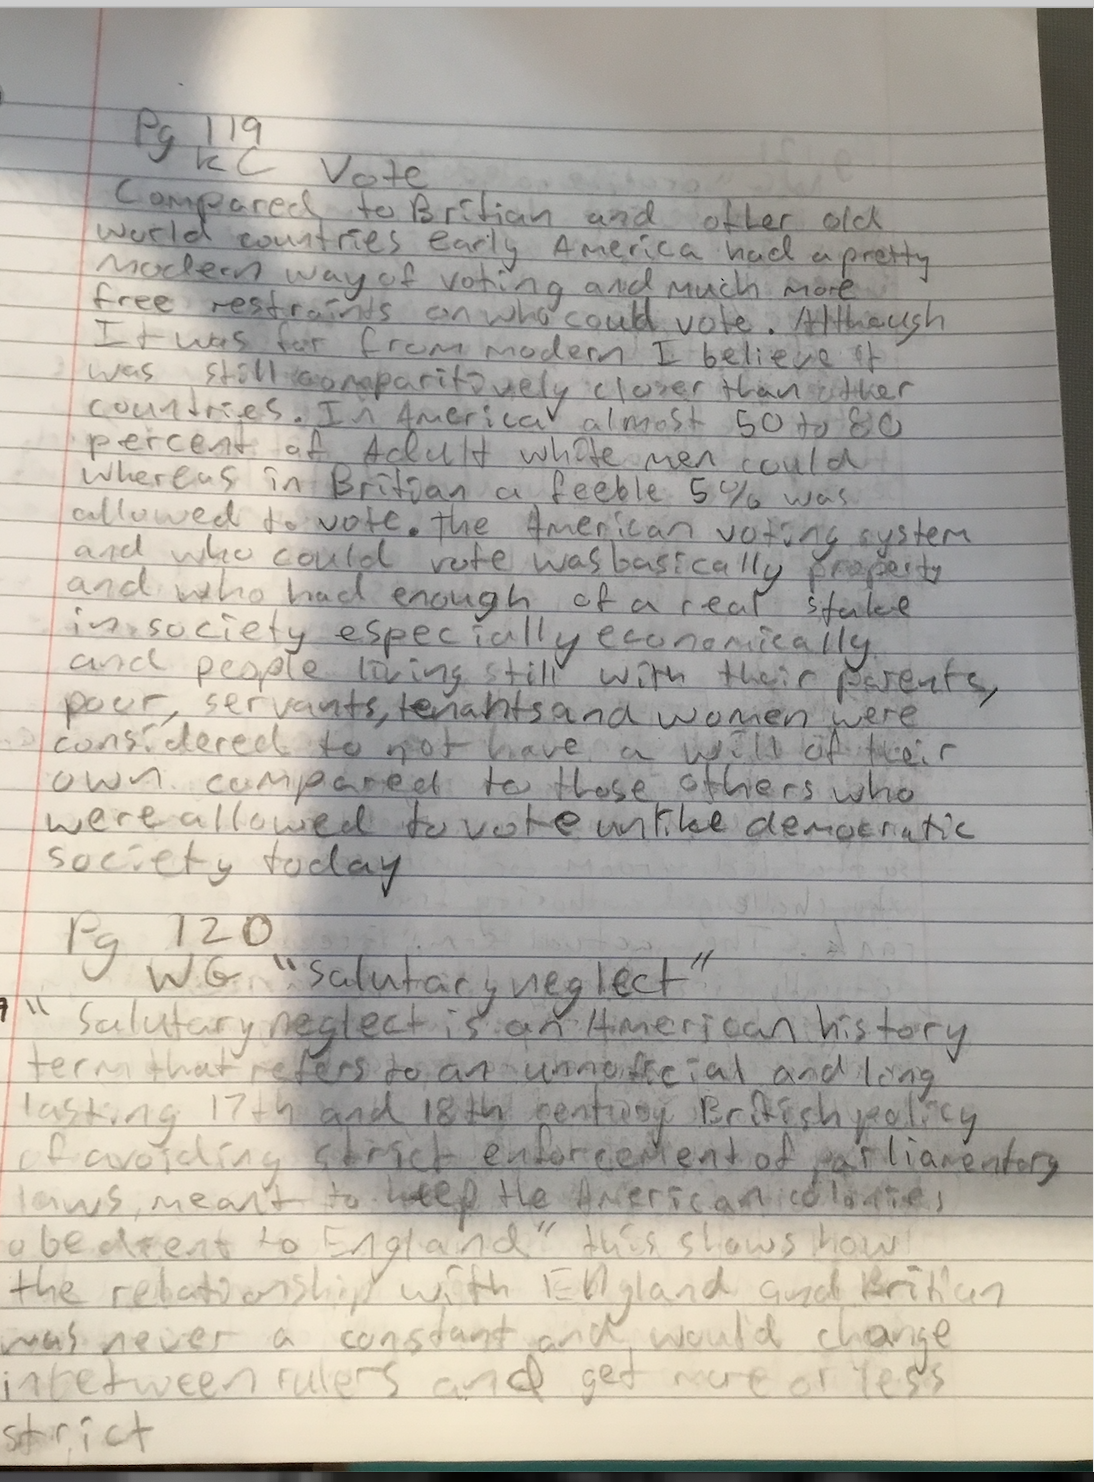 Pg 119
KC Vote
Compared to Britian and other old
world countries early America had a pretty
modern way of voting and much more
free restraints on who could vote. Although
It was far from modern I believe it
was still comparitively closer than other
countries. In America almost 50 to 80
percent of Adult white men could
whereas in Britian a feeble 5% was
allowed to vote. the American voting system
and who could vote was basically property
and who had enough of a real stake
in society especially economically
and people living still with their parents,
poor, servants, tenants and women were
considered to not have a will of their
own compared to those others who
were allowed to vote unlike democratic
society today
Pg 120
WG "Salutary neglect"
"Salutary neglect is an American history
term that refers to an unnofficial and long
lasting 17th and 18th century British policy
of avoiding strict enforcement of parliamentary
laws, meant to keep the American colonies
obedient to England" this shows how
the relationship with England and Britian
was never a constant and would change
inbetween rulers and get more or less
strict